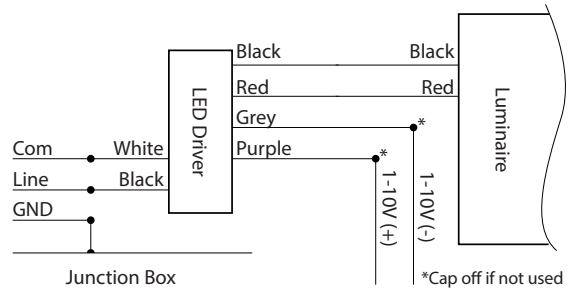 Black
Black
Red
Red
Grey
*
Com
White
Purple
*
Line
Black
GND
LED Driver
Luminaire
1-10V (+)
1-10V (-)
Junction Box
*Cap off if not used